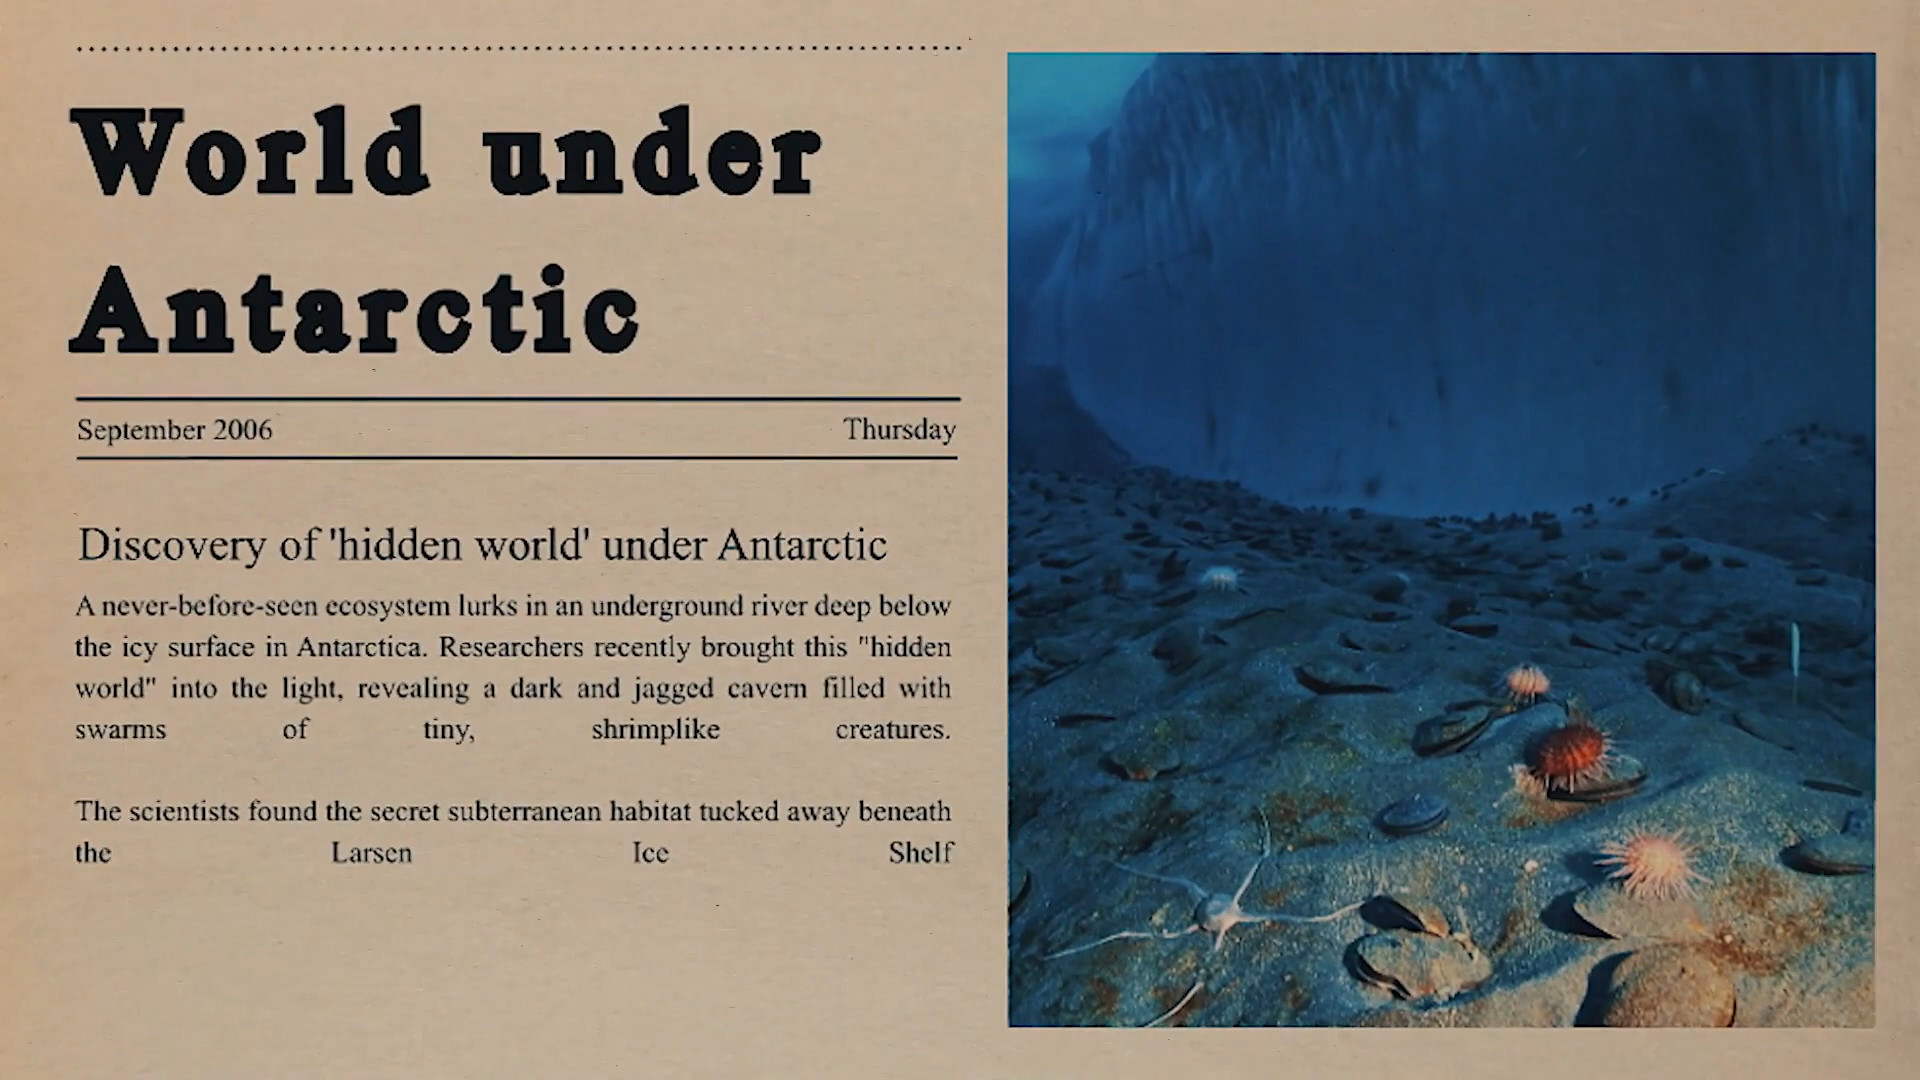 World under
Antarctic
September 2006 Thursday
Discovery of 'hidden world' under Antarctic
A never-before-seen ecosystem lurks in an underground river deep below
the icy surface in Antarctica. Researchers recently brought this "hidden
world" into the light, revealing a dark and jagged cavern filled with
swarms of tiny, shrimplike creatures.
The scientists found the secret subterranean habitat tucked away beneath
the Larsen Ice Shelf